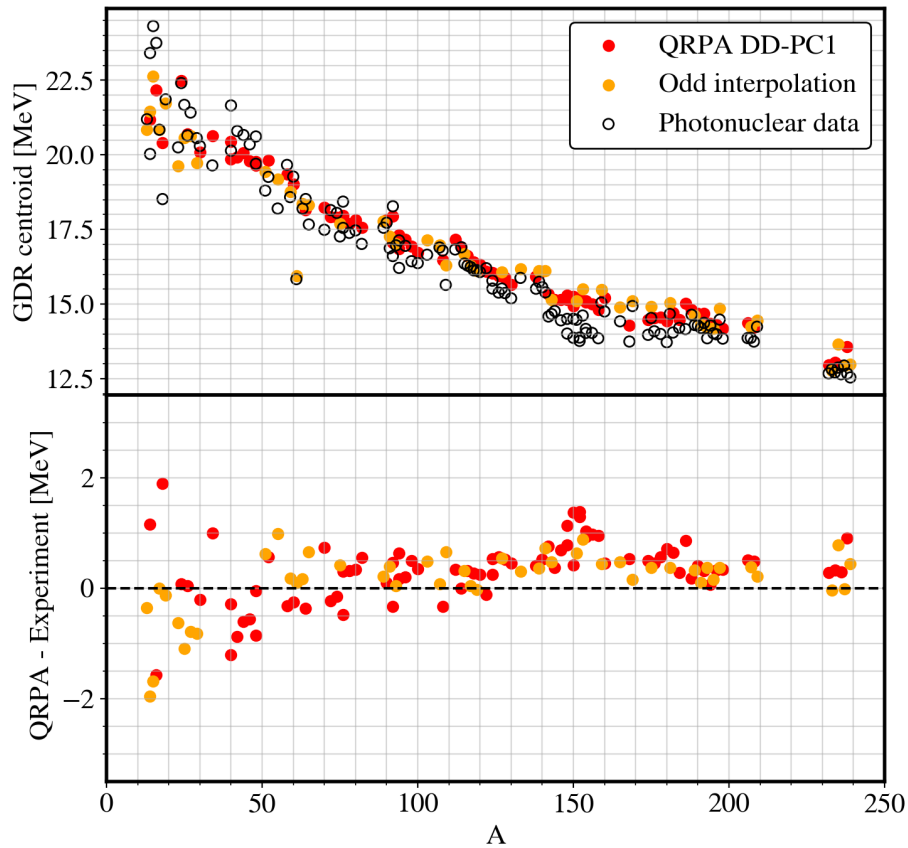 GDR centroid [MeV]
22.5
20.0
17.5
15.0
12.5
QRPA DD-PC1
Odd interpolation
Photonuclear data
QRPA - Experiment [MeV]
2
0
−2
0
50
100
150
200
250
A